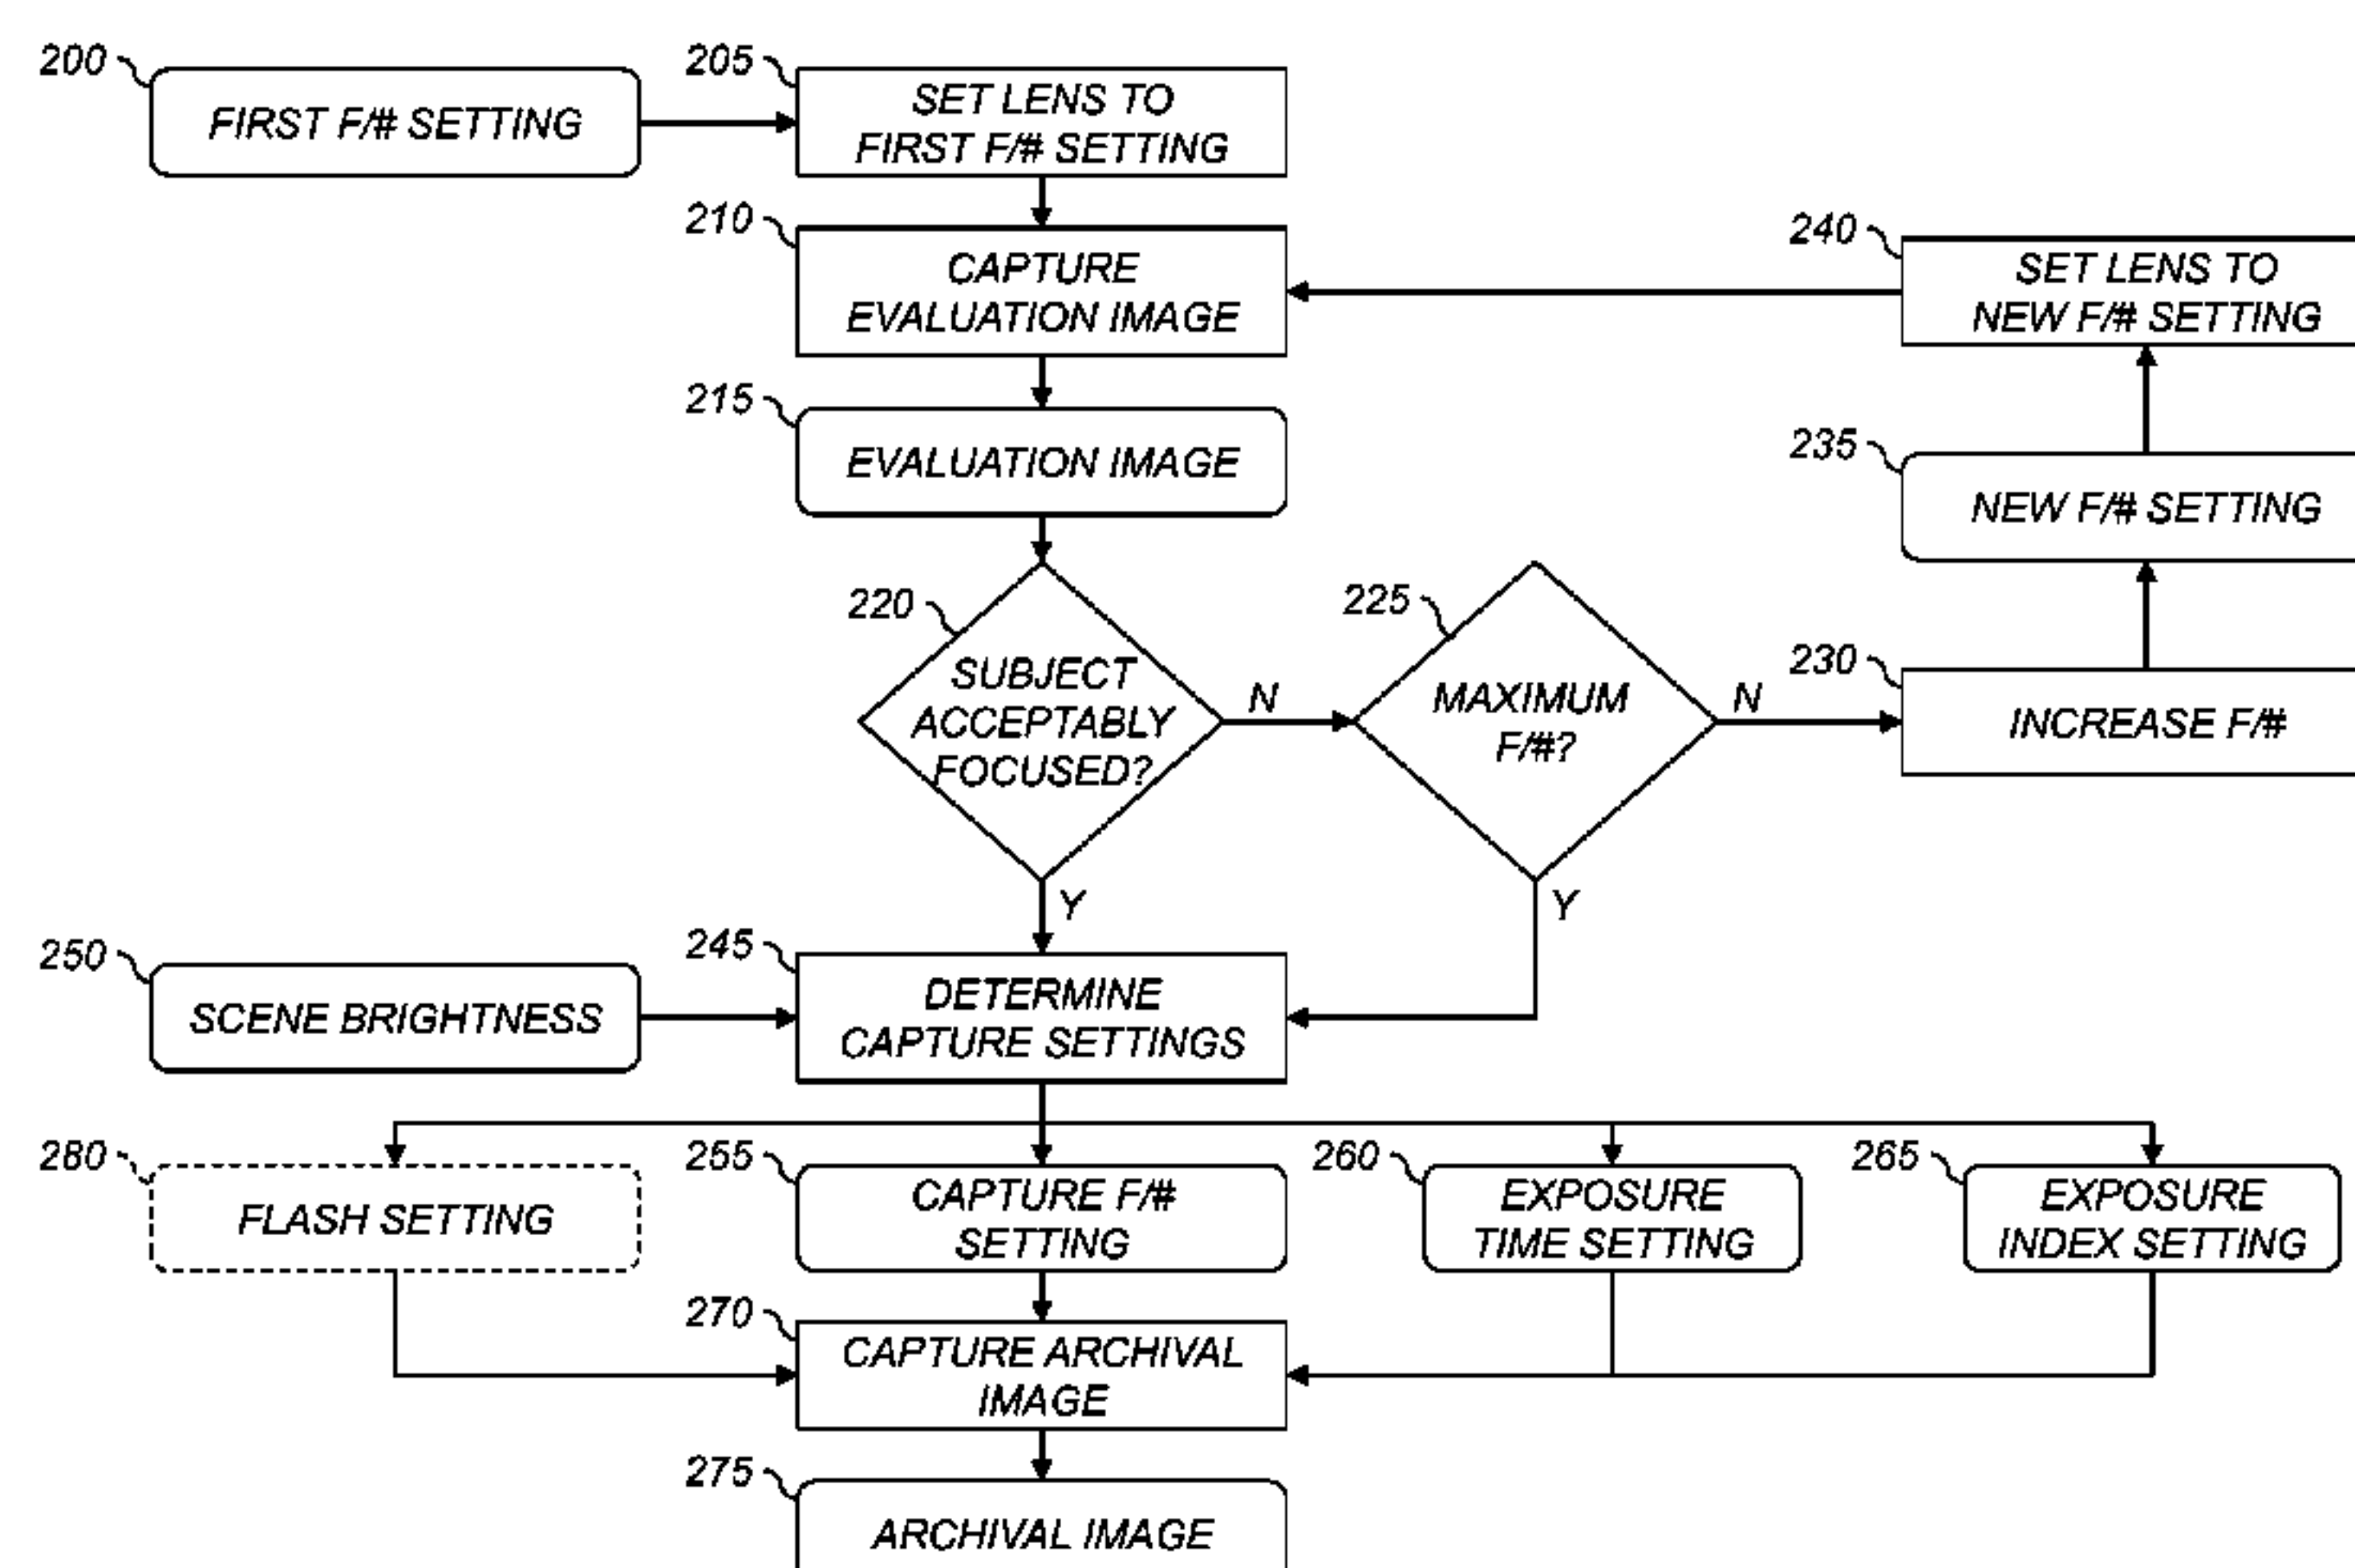 200
FIRST F/# SETTING
205
SET LENS TO
FIRST F/# SETTING
210
CAPTURE
EVALUATION IMAGE
240
SET LENS TO
NEW F/# SETTING
215
EVALUATION IMAGE
235
NEW F/# SETTING
220
SUBJECT
ACCEPTABLY
FOCUSED?
N
225
MAXIMUM
F/#?
N
230
INCREASE F/#
Y
Y
250
SCENE BRIGHTNESS
245
DETERMINE
CAPTURE SETTINGS
280
FLASH SETTING
255
CAPTURE F/#
SETTING
260
EXPOSURE
TIME SETTING
265
EXPOSURE
INDEX SETTING
270
CAPTURE ARCHIVAL
IMAGE
275
ARCHIVAL IMAGE